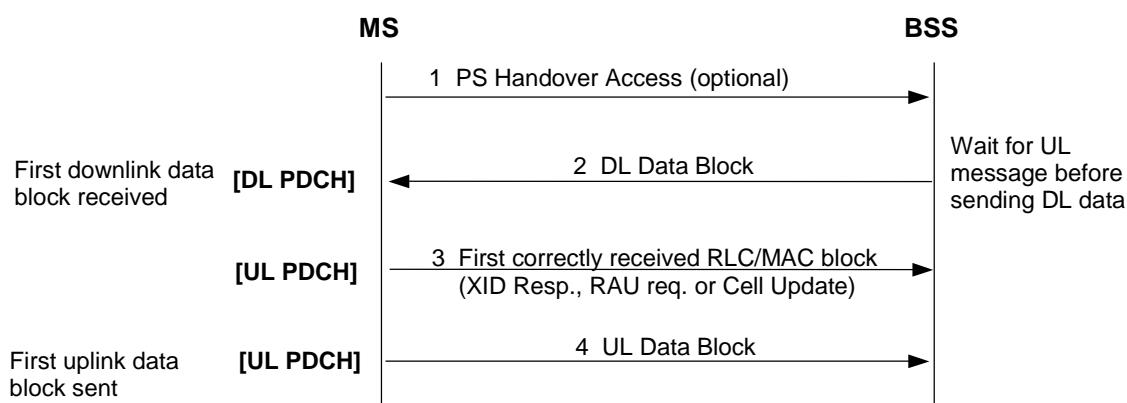 MS
BSS
1 PS Handover Access (optional)
First downlink data
block received
[DL PDCH]
2 DL Data Block
Wait for UL
message before
sending DL data
[UL PDCH]
3 First correctly received RLC/MAC block
(XID Resp., RAU req. or Cell Update)
First uplink data
block sent
[UL PDCH]
4 UL Data Block